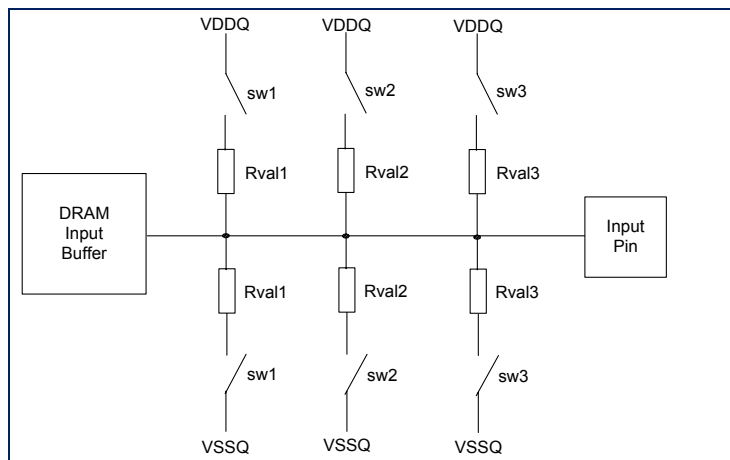 VDDQ VDDQ VDDQ
sw1 sw2 sw3
Rval1 Rval2 Rval3
DRAM
Input
Buffer
Input
Pin
Rval1 Rval2 Rval3
sw1 sw2 sw3
VSSQ VSSQ VSSQ